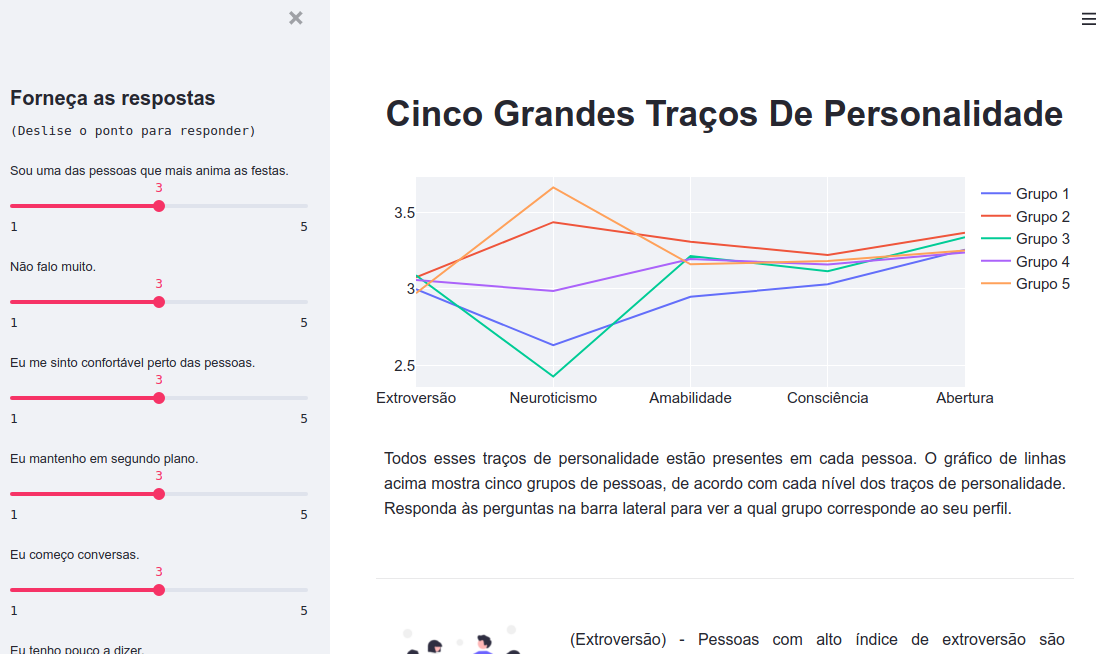 Forneça as respostas
(Deslise o ponto para responder)
Sou uma das pessoas que mais anima as festas.
3
1 5
Não falo muito.
3
1 5
Eu me sinto confortável perto das pessoas.
3
1 5
Eu mantenho em segundo plano.
3
1 5
Eu começo conversas.
3
1 5
Eu tenho pouco a dizer.
Cinco Grandes Traços De Personalidade
3.5
3
2.5
Extroversão Neuroticismo Amabilidade Consciência Abertura
Grupo 1
Grupo 2
Grupo 3
Grupo 4
Grupo 5
Todos esses traços de personalidade estão presentes em cada pessoa. O gráfico de linhas
acima mostra cinco grupos de pessoas, de acordo com cada nível dos traços de personalidade.
Responda às perguntas na barra lateral para ver a qual grupo corresponde ao seu perfil.
(Extroversão) - Pessoas com alto índice de extroversão são